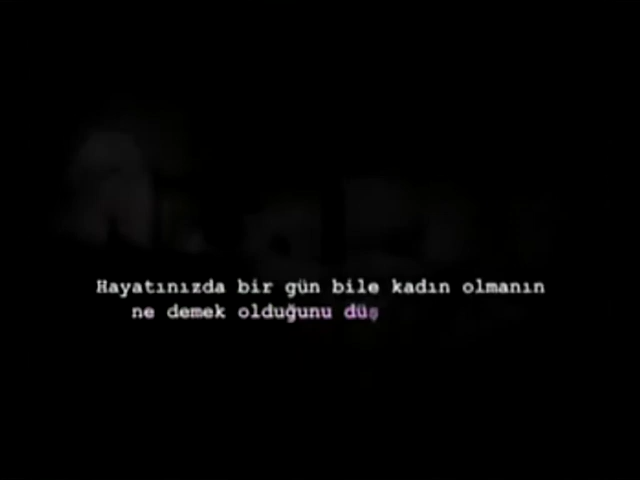 Hayatınızda bir gün bile kadın olmanın
ne demek olduğunu düş